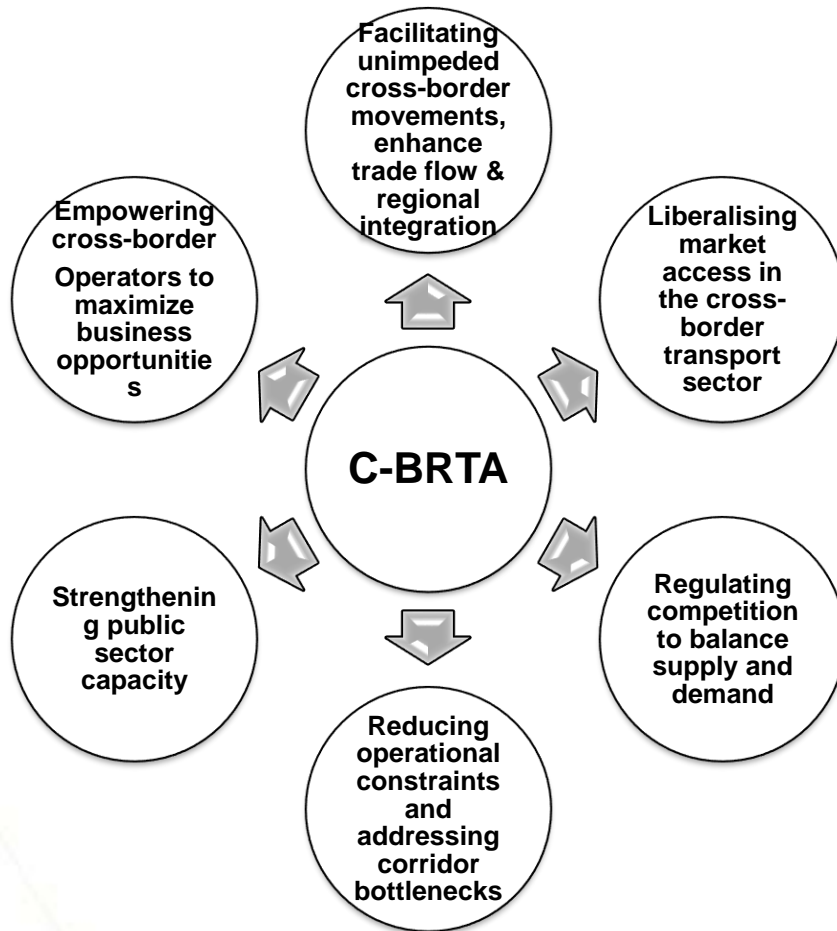 Facilitating
unimpeded
cross-border
movements,
enhance
trade flow &
regional
integration
Liberalising
market
access in
the cross-
border
transport
sector
Regulating
competition
to balance
supply and
demand
Reducing
operational
constraints
and
addressing
corridor
bottlenecks
Strengthenin
g public
sector
capacity
Empowering
cross-border
Operators to
maximize
business
opportunitie
s
C-BRTA